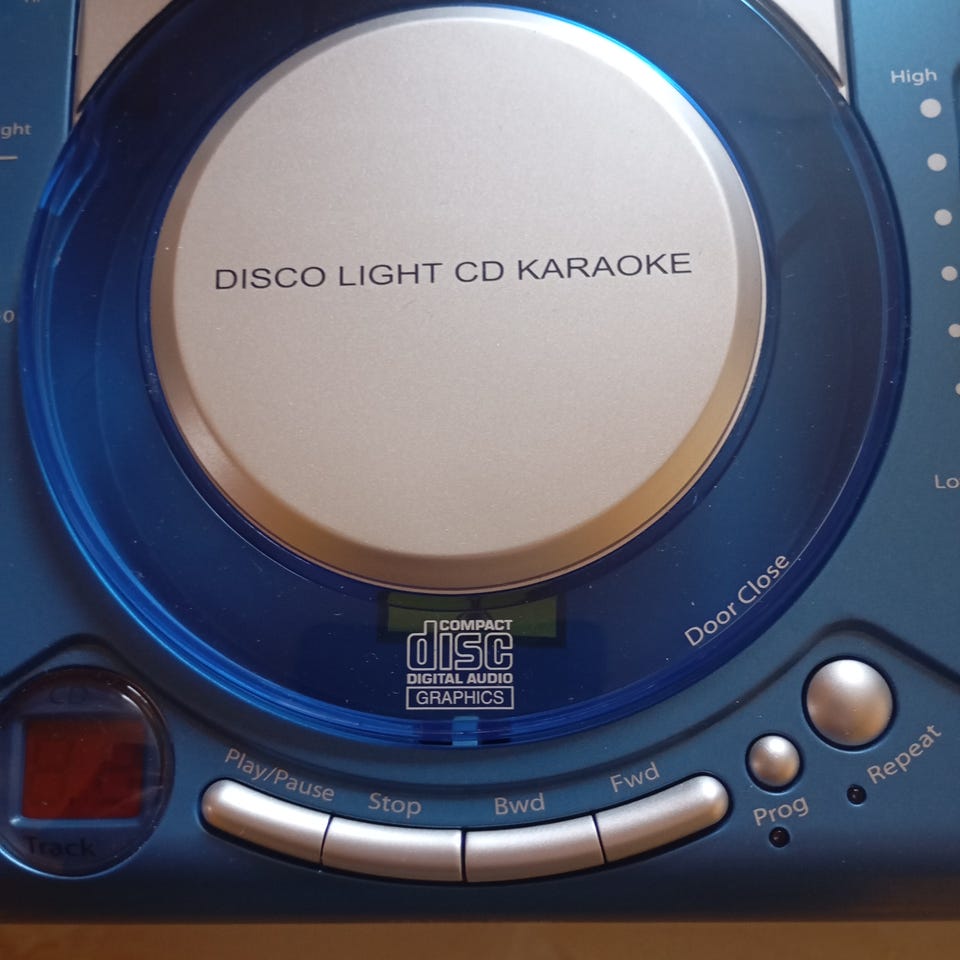 High
DISCO LIGHT CD KARAOKE
Door Close
COMPACT
disc
DIGITAL AUDIO
GRAPHICS
CD
Play/Pause
Stop
Bwd
Fwd
Prog
Repeat
Track